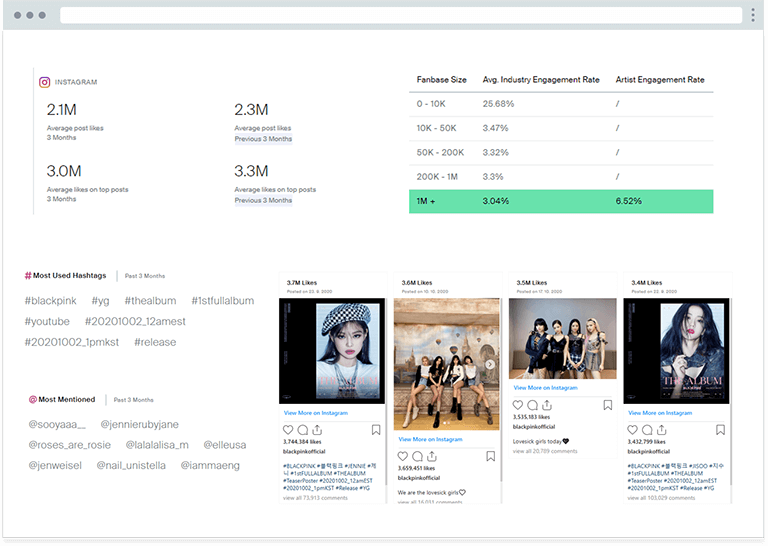 INSTAGRAM
2.1M
Average post likes
3 Months
2.3M
Average post likes
Previous 3 Months
3.0M
Average likes on top posts
3 Months
3.3M
Average likes on top posts
Previous 3 Months
Fanbase Size Avg. Industry Engagement Rate Artist Engagement Rate
0 - 10K 25.68% /
10K - 50K 3.47% /
50K - 200K 3.32% /
200K - 1M 3.3% /
1M + 3.04% 6.52%
#Most Used Hashtags Past 3 Months
#blackpink #yg #thealbum #1stfullalbum
#youtube #20201002_12amest
#20201002_1pmkst #release
@Most Mentioned Past 3 Months
@sooyaaa__ @jennierubyjane
@roses_are_rosie @lalalalisa_m @elleusa
@jenweisel @nail_unistella @iammaeng
3.7M Likes
Posted on 23. 9. 2020
THE ALBUM
View More on Instagram
3,744,384 likes
blackpinkofficial
#BLACKPINK #블랙핑크 #JENNIE #제
니 #1stFULLALBUM #THEALBUM
#TeaserPoster #20201002_12amEST
#20201002_1pmKST #Release #YG
view all 73,913 comments
3.6M Likes
Posted on 10. 10. 2020
View More on Instagram
3,659,451 likes
blackpinkofficial
We are the lovesick girls♡
view all 16,031 comments
3.5M Likes
Posted on 17. 10. 2020
View More on Instagram
3,535,183 likes
blackpinkofficial
Lovesick girls today🖤
view all 20,789 comments
3.4M Likes
Posted on 22. 9. 2020
THE ALBUM
View More on Instagram
3,432,799 likes
blackpinkofficial
#BLACKPINK #블랙핑크 #JISOO #지수
#1stFULLALBUM #THEALBUM
#TeaserPoster #20201002_12amEST
#20201002_1pmKST #Release #YG
view all 103,029 comments